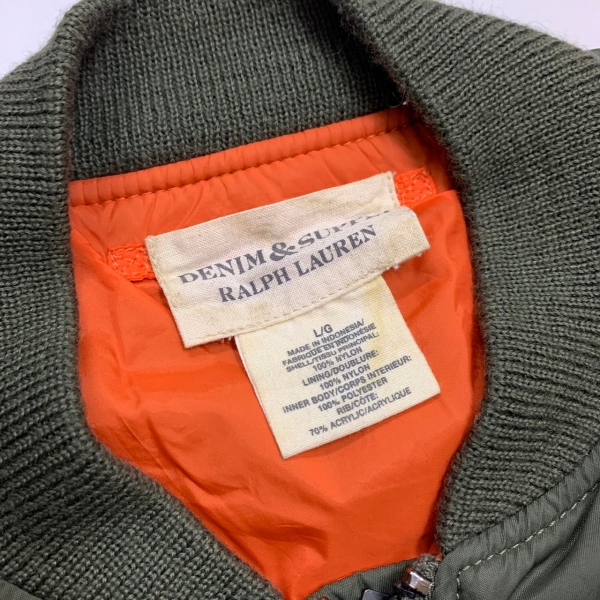 DENIM & SUPPLY
RALPH LAUREN
L/G
MADE IN INDONESIA/
FABRIQUÉ EN INDONÉSIE
SHELL/TISSU PRINCIPAL:
100% NYLON
LINING/DOUBLURE:
100% NYLON
INNER BODY/CORPS INTERIEUR:
100% POLYESTER
RIB/CÔTE:
70% ACRYLIC/ACRYLIQUE